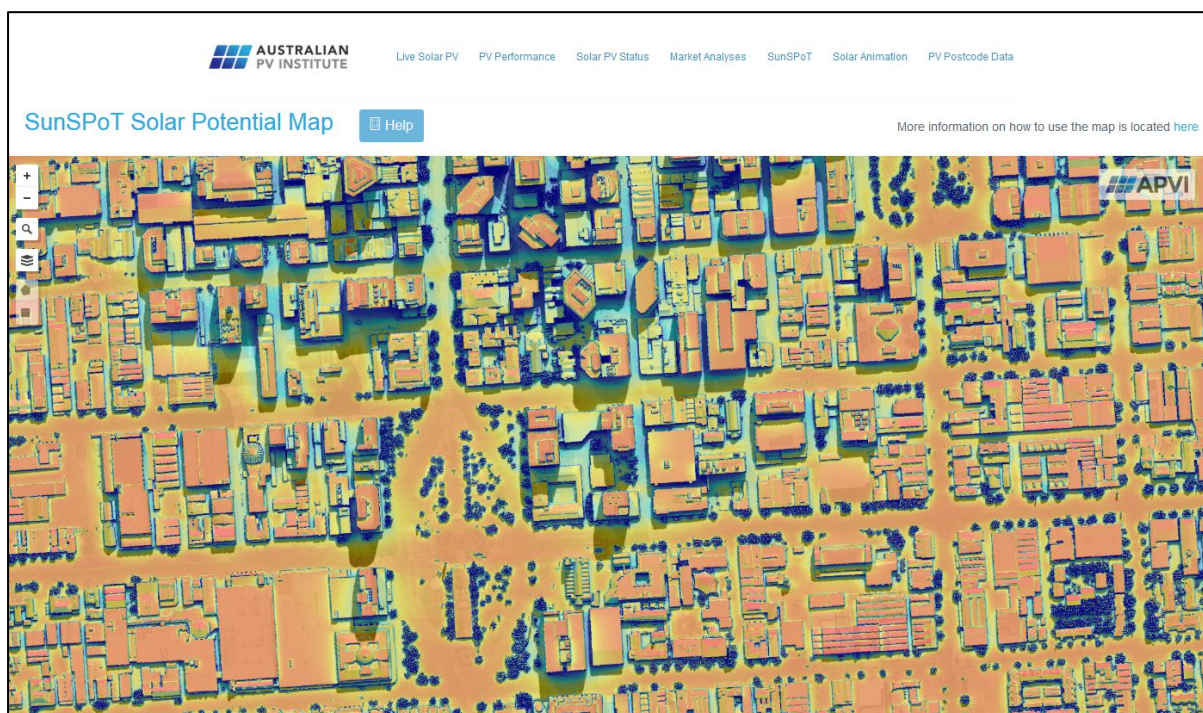 AUSTRALIAN
PV INSTITUTE
Live Solar PV PV Performance Solar PV Status Market Analyses SunSPoT Solar Animation PV Postcode Data
SunSPoT Solar Potential Map
Help
More information on how to use the map is located here
+
−
APVI